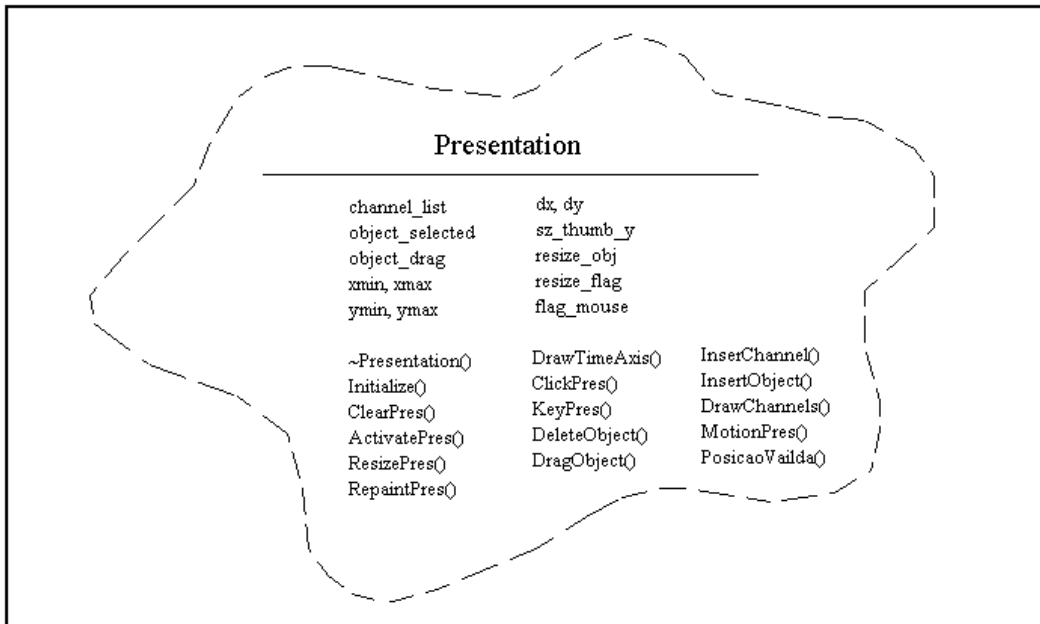 Presentation
channel_list
object_selected
object_drag
xmin, xmax
ymin, ymax
dx, dy
sz_thumb_y
resize_obj
resize_flag
flag_mouse
~Presentation()
Initialize()
ClearPres()
ActivatePres()
ResizePres()
RepaintPres()
DrawTimeAxis()
ClickPres()
KeyPres()
DeleteObject()
DragObject()
InserChannel()
InsertObject()
DrawChannels()
MotionPres()
PosicaoVailda()